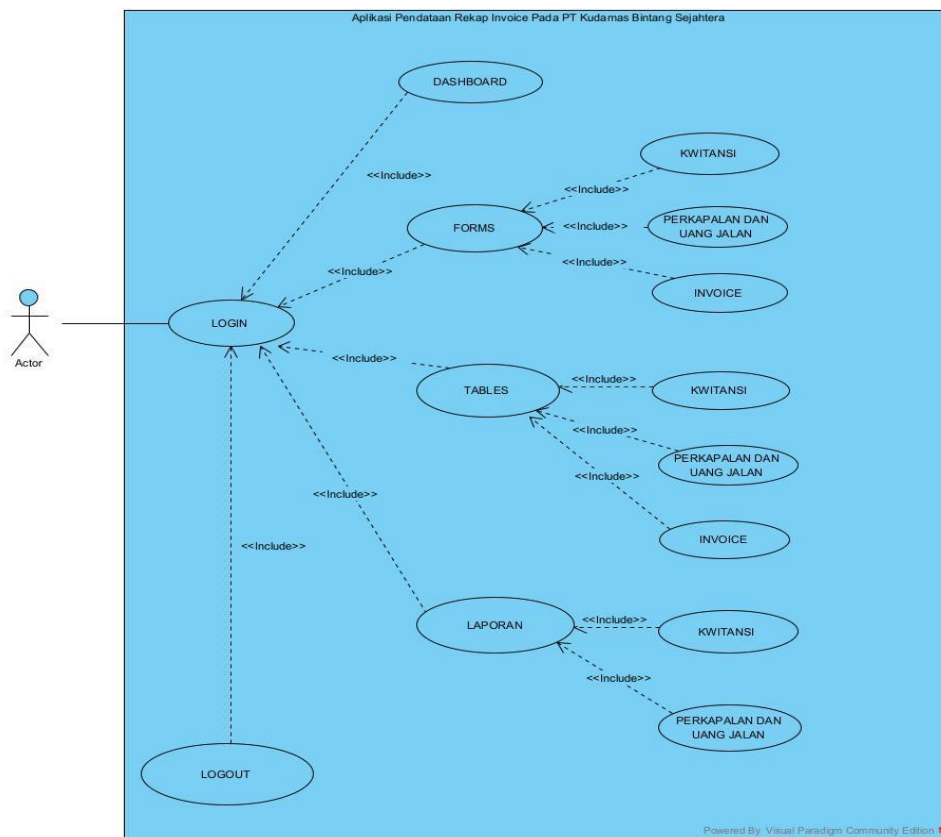 Aplikasi Pendataan Rekap Invoice Pada PT Kudamas Bintang Sejahtera
DASHBOARD
<<Include>>
KWITANSI
<<Include>>
FORMS
<<Include>>
PERKAPALAN DAN
UANG JALAN
<<Include>>
<<Include>>
INVOICE
LOGIN
Actor
<<Include>>
TABLES
<<Include>>
KWITANSI
<<Include>>
PERKAPALAN DAN
UANG JALAN
<<Include>>
INVOICE
<<Include>>
<<Include>>
LAPORAN
<<Include>>
KWITANSI
<<Include>>
PERKAPALAN DAN
UANG JALAN
LOGOUT
Powered By Visual Paradigm Community Edition